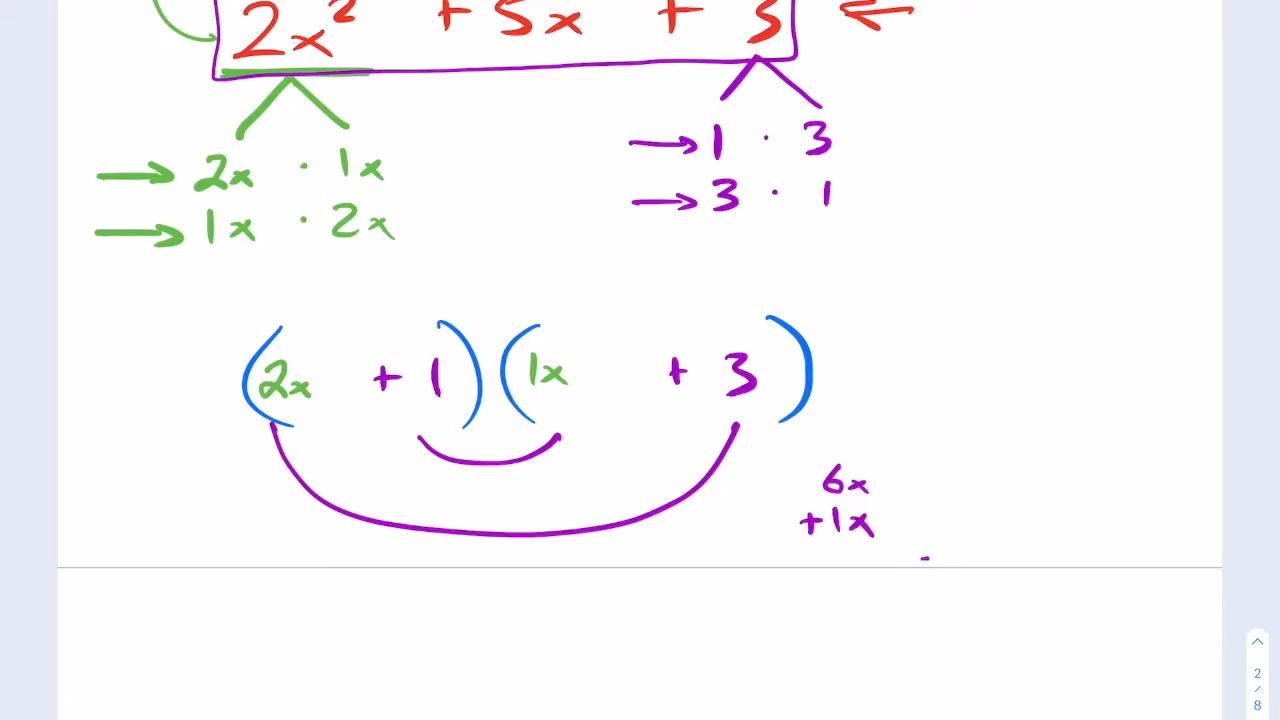 2x² + 5x + 3
2x · 1x
1x · 2x
1 · 3
3 · 1
(2x + 1)(1x + 3)
6x
+1x
2
/
8